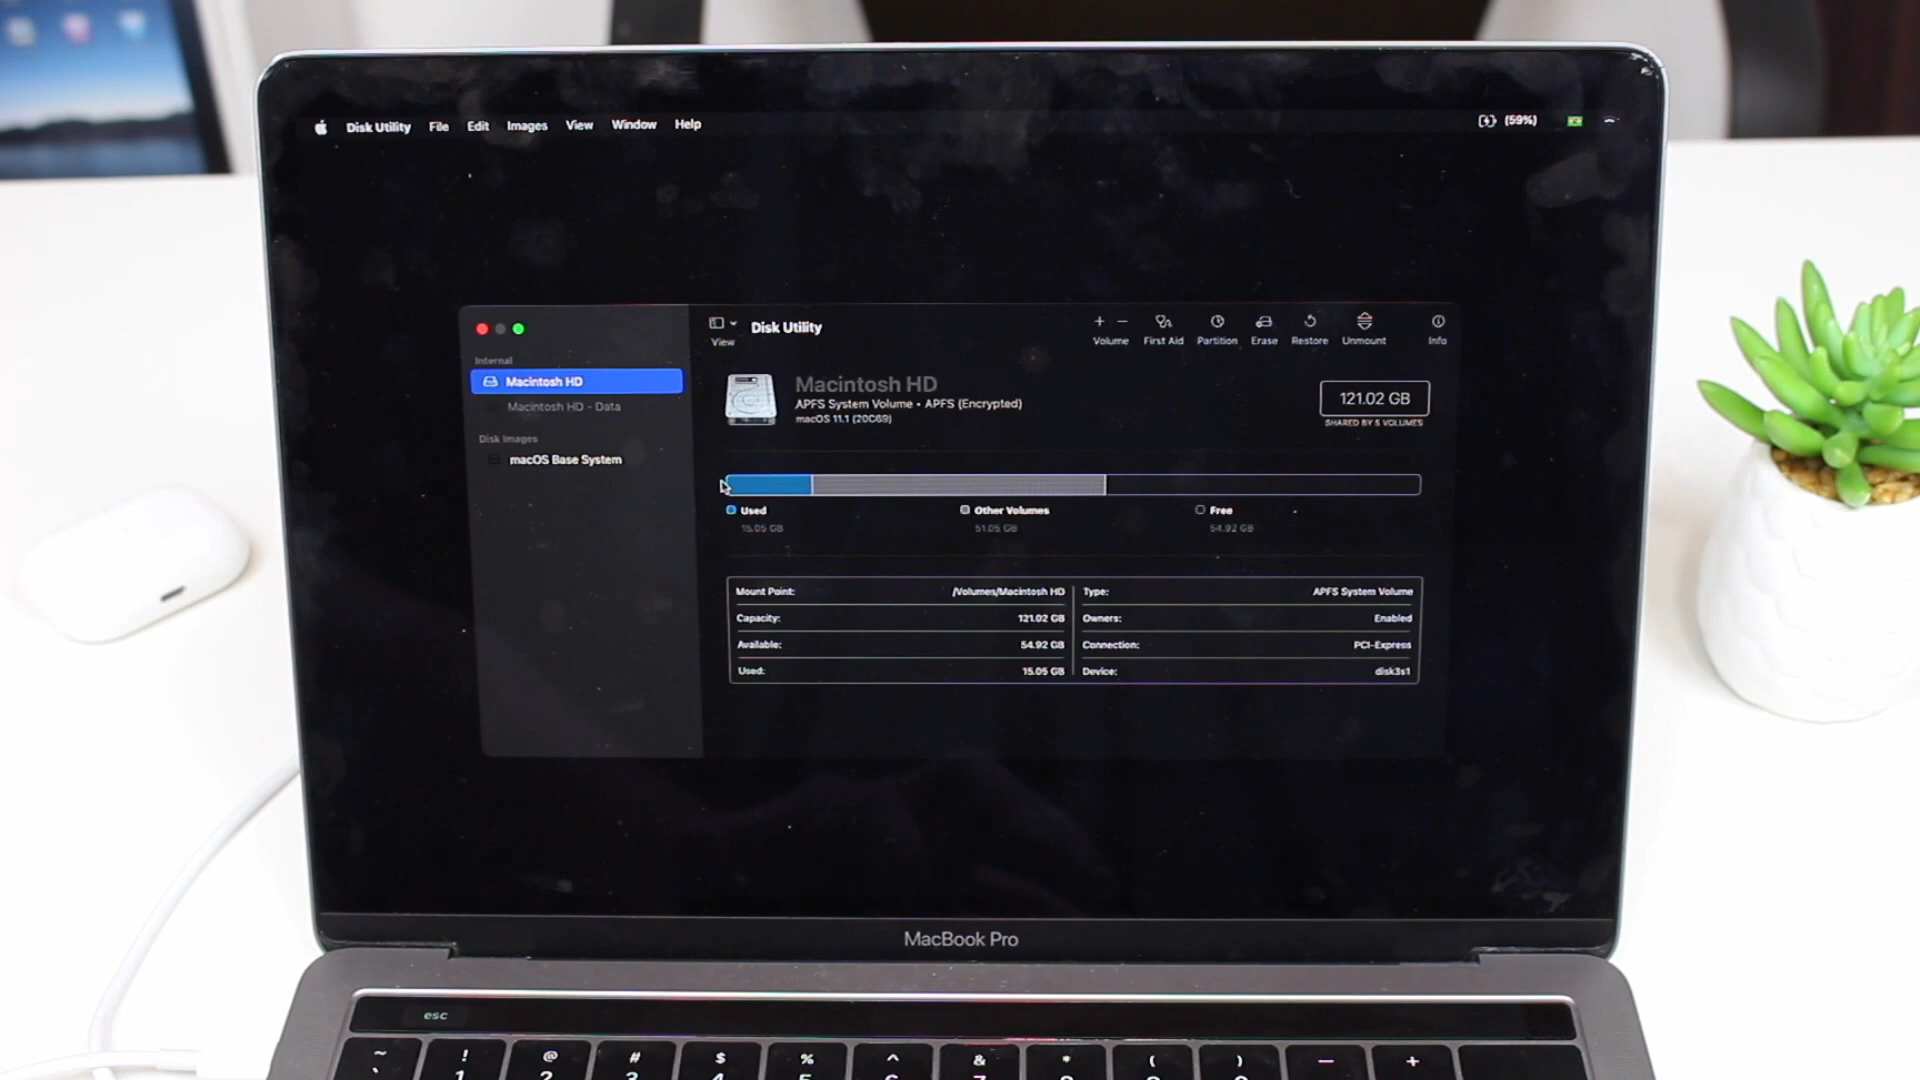 Disk Utility File Edit Images View Window Help (59%)
Disk Utility
View
Volume First Aid Partition Erase Restore Unmount Info
Internal
Macintosh HD
Macintosh HD - Data
Disk Images
macOS Base System
Macintosh HD
APFS System Volume • APFS (Encrypted)
macOS 11.1 (20C69)
121.02 GB
SHARED BY 5 VOLUMES
Used
15.05 GB
Other Volumes
51.05 GB
Free
54.92 GB
Mount Point: /Volumes/Macintosh HD
Capacity: 121.02 GB
Available: 54.92 GB
Used: 15.05 GB
Type: APFS System Volume
Owners: Enabled
Connection: PCI-Express
Device: disk3s1
MacBook Pro
esc
~ ! @ # $ % ^ & * ( ) − +